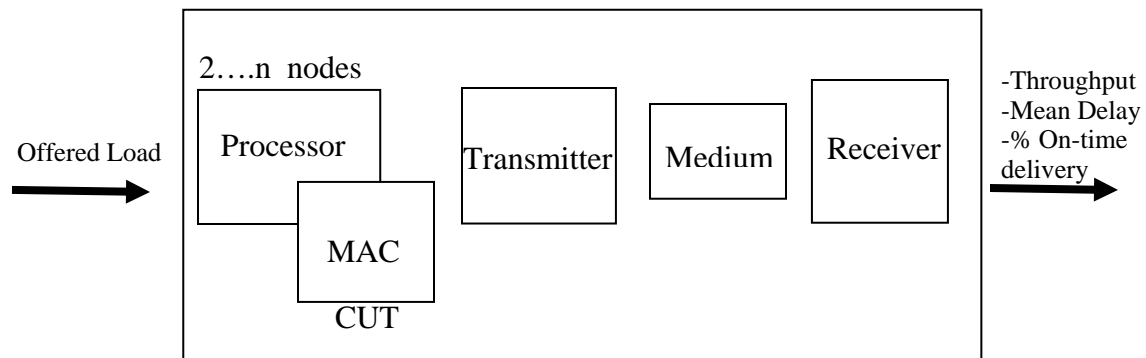 Offered Load
2….n nodes
Processor
MAC
CUT
Transmitter
Medium
Receiver
-Throughput
-Mean Delay
-% On-time
delivery